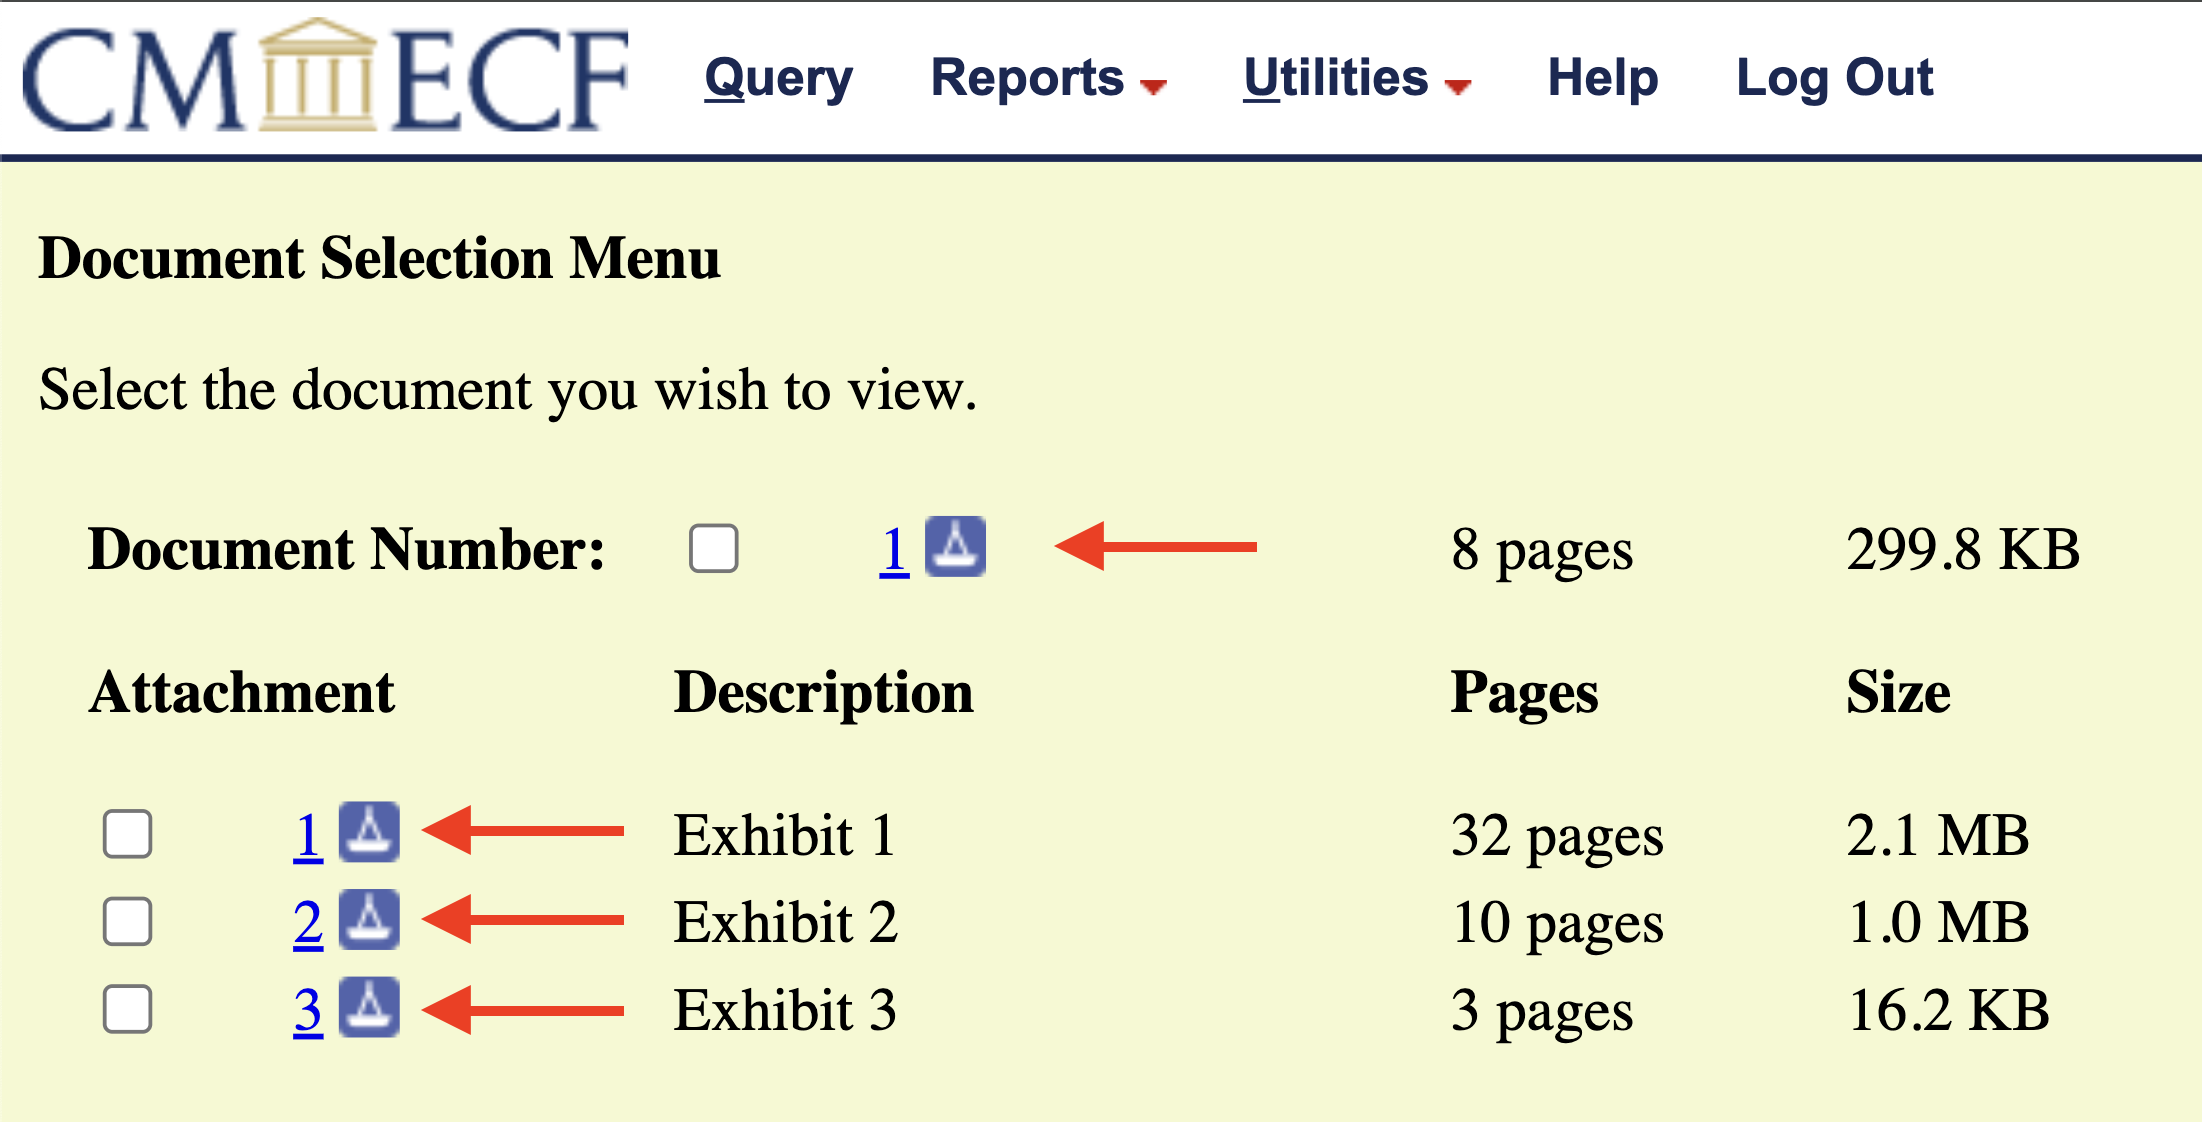 CM ECF Query Reports Utilities Help Log Out
Document Selection Menu
Select the document you wish to view.
Document Number: 1 8 pages 299.8 KB
Attachment Description Pages Size
1 Exhibit 1 32 pages 2.1 MB
2 Exhibit 2 10 pages 1.0 MB
3 Exhibit 3 3 pages 16.2 KB